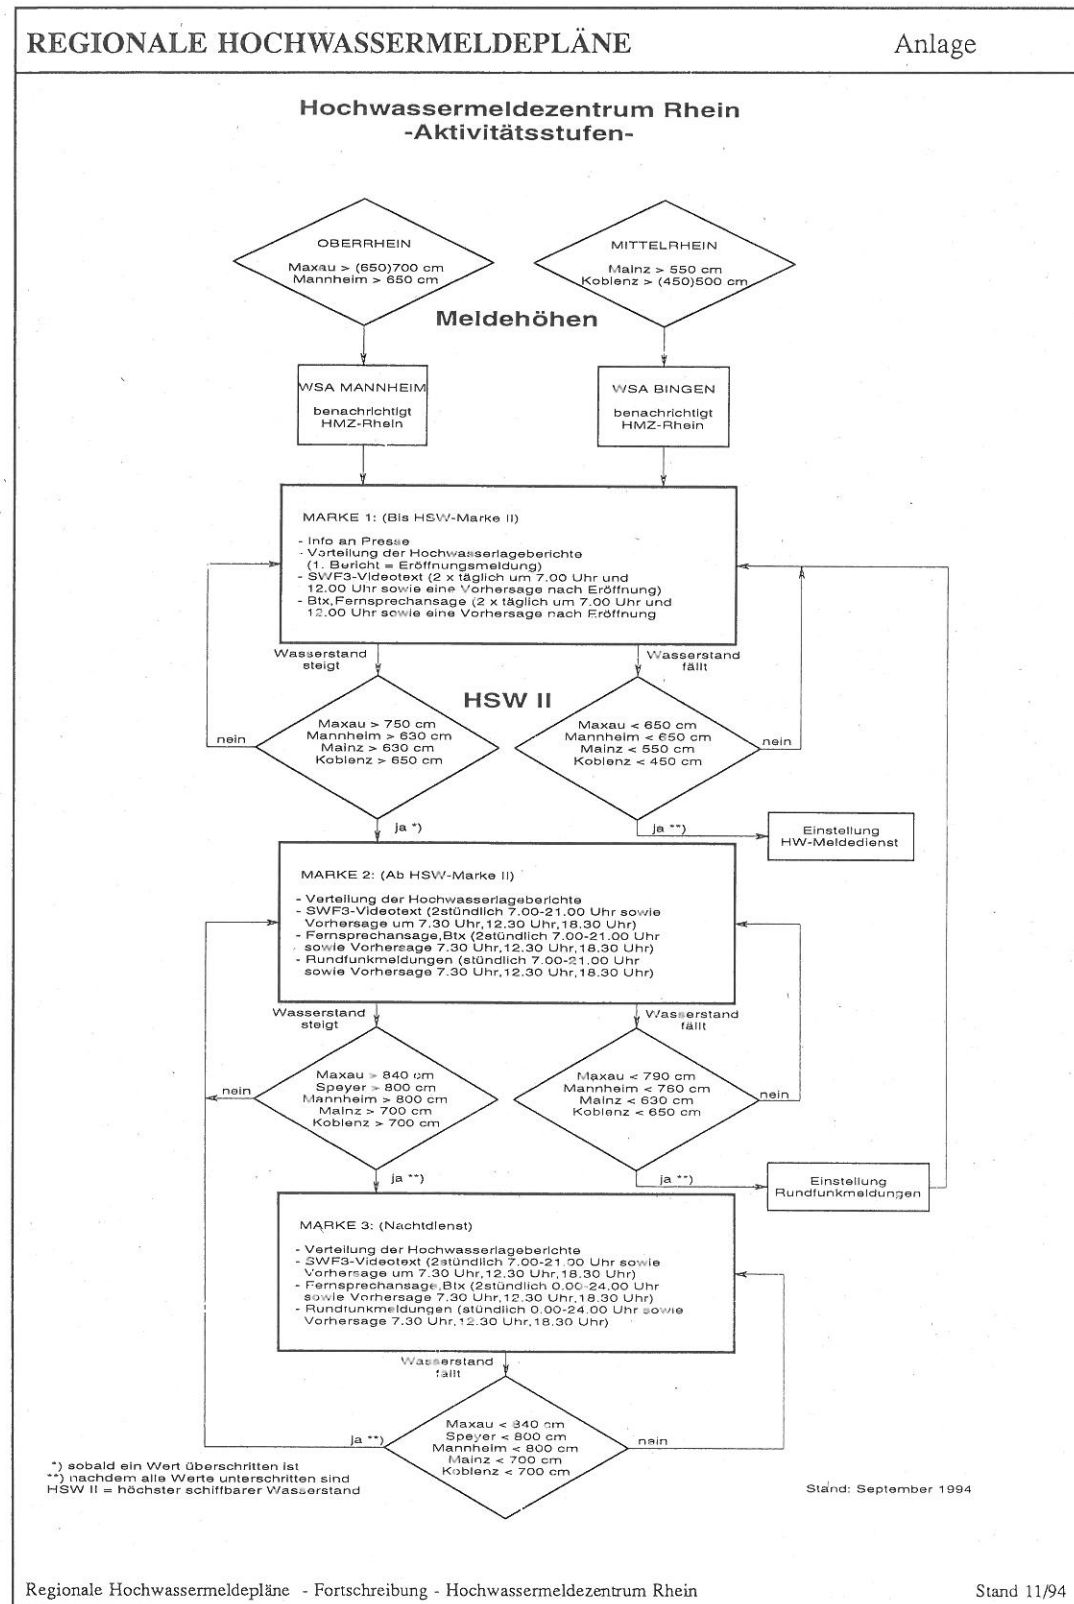 REGIONALE HOCHWASSERMELDEPLÄNE Anlage
Hochwassermeldezentrum Rhein
-Aktivitätsstufen-
OBERRHEIN
Maxau > (650)700 cm
Mannheim > 650 cm
MITTELRHEIN
Mainz > 550 cm
Koblenz > (450)500 cm
Meldehöhen
WSA MANNHEIM
benachrichtigt
HMZ-Rhein
WSA BINGEN
benachrichtigt
HMZ-Rhein
MARKE 1: (Bis HSW-Marke II)
- Info an Presse
- Verteilung der Hochwasserlageberichte
(1. Bericht = Eröffnungsmeldung)
- SWF3-Videotext (2 x täglich um 7.00 Uhr und
12.00 Uhr sowie eine Vorhersage nach Eröffnung)
- Btx,Fernsprechansage (2 x täglich um 7.00 Uhr und
12.00 Uhr sowie eine Vorhersage nach Eröffnung
Wasserstand
steigt
Wasserstand
fällt
HSW II
Maxau > 750 cm
Mannheim > 630 cm
Mainz > 630 cm
Koblenz > 650 cm
nein
Maxau < 650 cm
Mannheim < 650 cm
Mainz < 550 cm
Koblenz < 450 cm
nein
ja *)
ja **)
Einstellung
HW-Meldedienst
MARKE 2: (Ab HSW-Marke II)
- Verteilung der Hochwasserlageberichte
- SWF3-Videotext (2stündlich 7.00-21.00 Uhr sowie
Vorhersage um 7.30 Uhr,12.30 Uhr,18.30 Uhr)
- Fernsprechansage,Btx (2stündlich 7.00-21.00 Uhr
sowie Vorhersage 7.30 Uhr,12.30 Uhr,18.30 Uhr)
- Rundfunkmeldungen (stündlich 7.00-21.00 Uhr
sowie Vorhersage 7.30 Uhr,12.30 Uhr,18.30 Uhr)
Wasserstand
steigt
Wasserstand
fällt
Maxau > 840 cm
Speyer > 800 cm
Mannheim > 800 cm
Mainz > 700 cm
Koblenz > 700 cm
nein
Maxau < 790 cm
Mannheim < 760 cm
Mainz < 630 cm
Koblenz < 650 cm
nein
ja **)
ja **)
Einstellung
Rundfunkmeldungen
MARKE 3: (Nachtdienst)
- Verteilung der Hochwasserlageberichte
- SWF3-Videotext (2stündlich 7.00-21.00 Uhr sowie
Vorhersage um 7.30 Uhr,12.30 Uhr,18.30 Uhr)
- Fernsprechansage,Btx (2stündlich 0.00-24.00 Uhr
sowie Vorhersage 7.30 Uhr,12.30 Uhr,18.30 Uhr)
- Rundfunkmeldungen (stündlich 0.00-24.00 Uhr sowie
Vorhersage 7.30 Uhr,12.30 Uhr,18.30 Uhr)
Wasserstand
fällt
Maxau < 840 cm
Speyer < 800 cm
Mannheim < 800 cm
Mainz < 700 cm
Koblenz < 700 cm
ja **)
nein
*) sobald ein Wert überschritten ist
**) nachdem alle Werte unterschritten sind
HSW II = höchster schiffbarer Wasserstand
Stand: September 1994
Regionale Hochwassermeldepläne - Fortschreibung - Hochwassermeldezentrum Rhein Stand 11/94